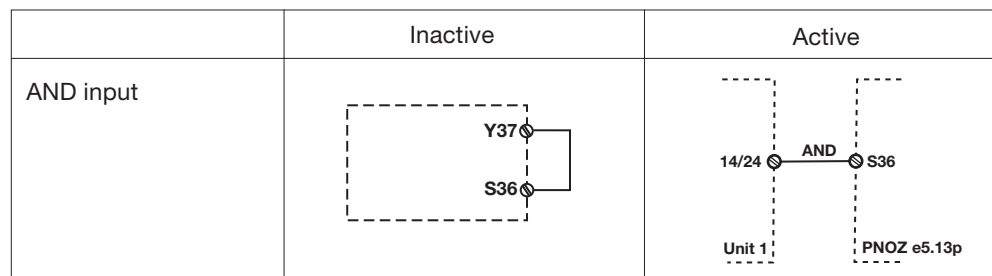 Inactive Active
AND input
Y37
S36
14/24 AND S36
Unit 1 PNOZ e5.13p